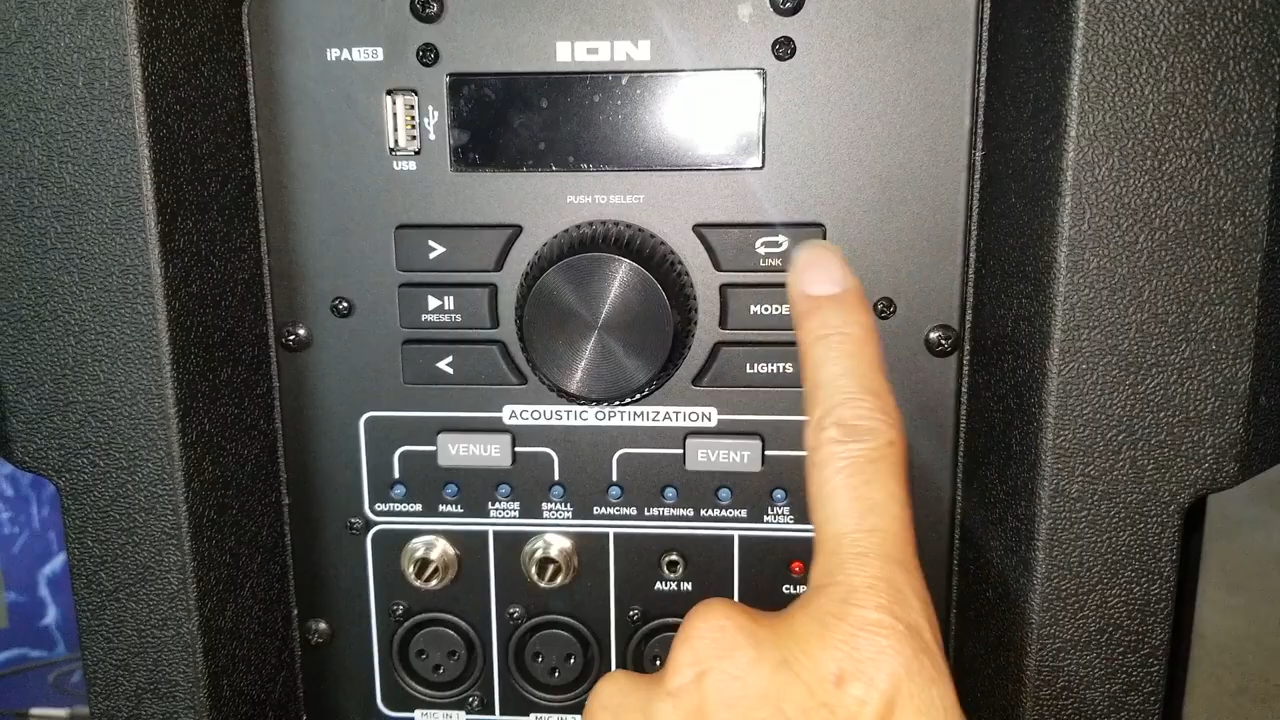 iPA 158
ION
USB
PUSH TO SELECT
>
LINK
PRESETS
MODE
<
LIGHTS
ACOUSTIC OPTIMIZATION
VENUE
EVENT
OUTDOOR
HALL
LARGE
ROOM
SMALL
ROOM
DANCING
LISTENING
KARAOKE
LIVE
MUSIC
AUX IN
CLIP
MIC IN 1
MIC IN 2